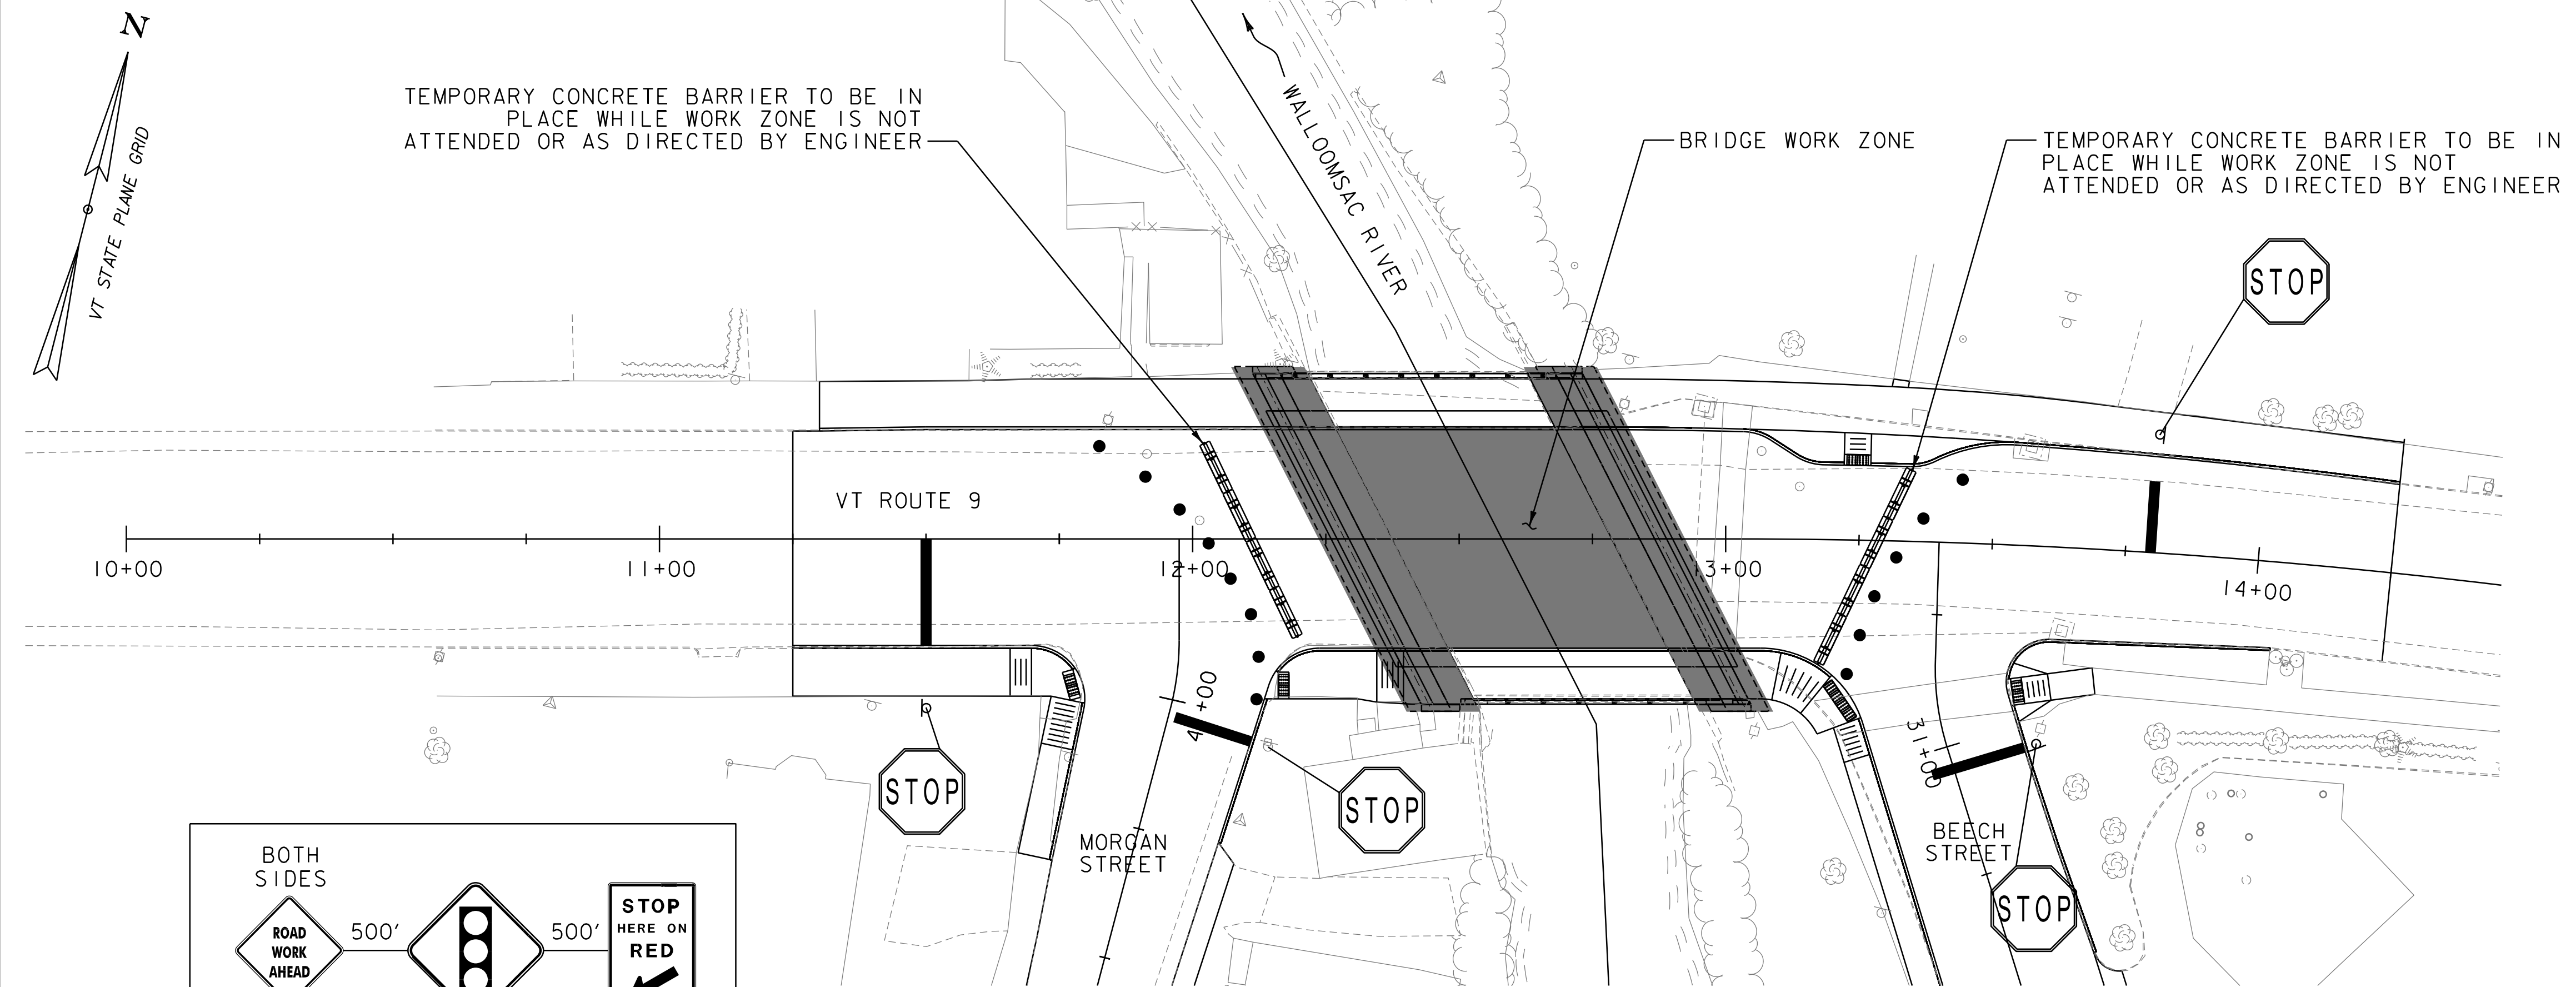 N
VT STATE PLANE GRID
TEMPORARY CONCRETE BARRIER TO BE IN
PLACE WHILE WORK ZONE IS NOT
ATTENDED OR AS DIRECTED BY ENGINEER
WALLOOMSAC RIVER
BRIDGE WORK ZONE
TEMPORARY CONCRETE BARRIER TO BE IN
PLACE WHILE WORK ZONE IS NOT
ATTENDED OR AS DIRECTED BY ENGINEER
STOP
VT ROUTE 9
10+00
11+00
12+00
13+00
14+00
4+00
31+00
STOP
STOP
STOP
MORGAN
STREET
BEECH
STREET
BOTH
SIDES
ROAD
WORK
AHEAD
500'
500'
STOP
HERE ON
RED